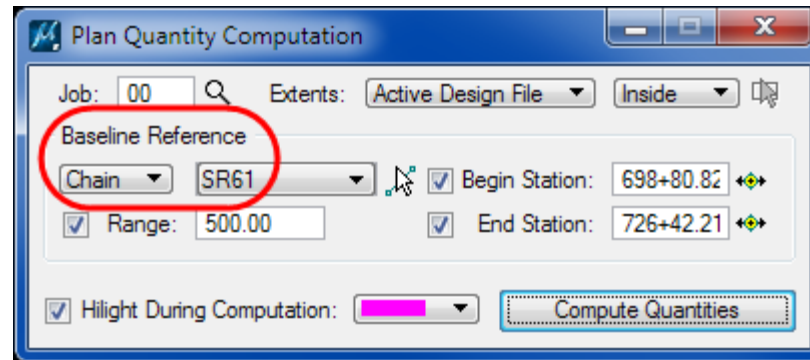 Plan Quantity Computation
Job: 00 Extents: Active Design File Inside
Baseline Reference
Chain SR61 Begin Station: 698+80.82
Range: 500.00 End Station: 726+42.21
Hilight During Computation: Compute Quantities